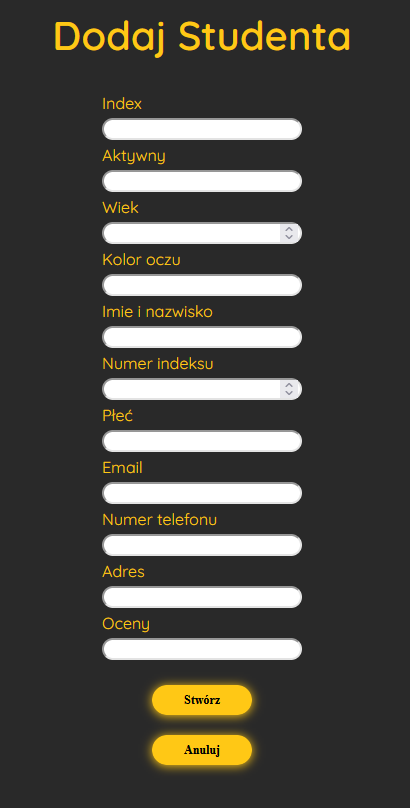 Dodaj Studenta
Index
Aktywny
Wiek
Kolor oczu
Imie i nazwisko
Numer indeksu
Płeć
Email
Numer telefonu
Adres
Oceny
Stwórz
Anuluj